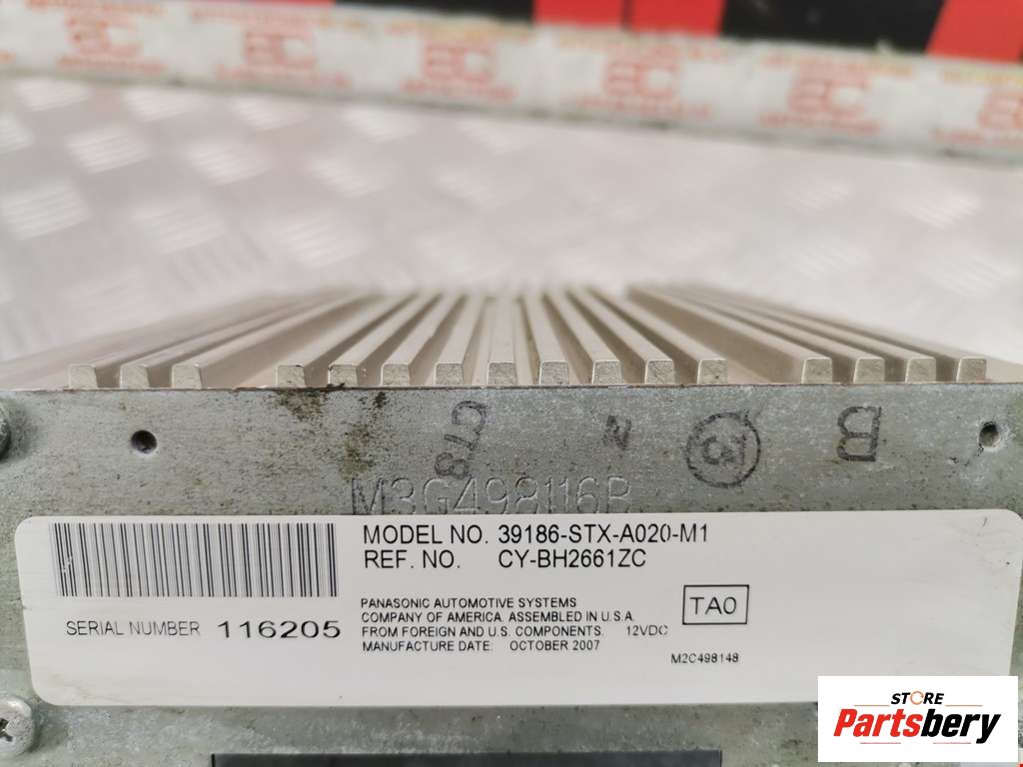 CT8
B
M3G498116B
MODEL NO. 39186-STX-A020-M1
REF. NO. CY-BH2661ZC
SERIAL NUMBER 116205
PANASONIC AUTOMOTIVE SYSTEMS
COMPANY OF AMERICA. ASSEMBLED IN U.S.A.
FROM FOREIGN AND U.S. COMPONENTS. 12VDC
MANUFACTURE DATE: OCTOBER 2007
TA0
M2C498148
STORE
Partsbery